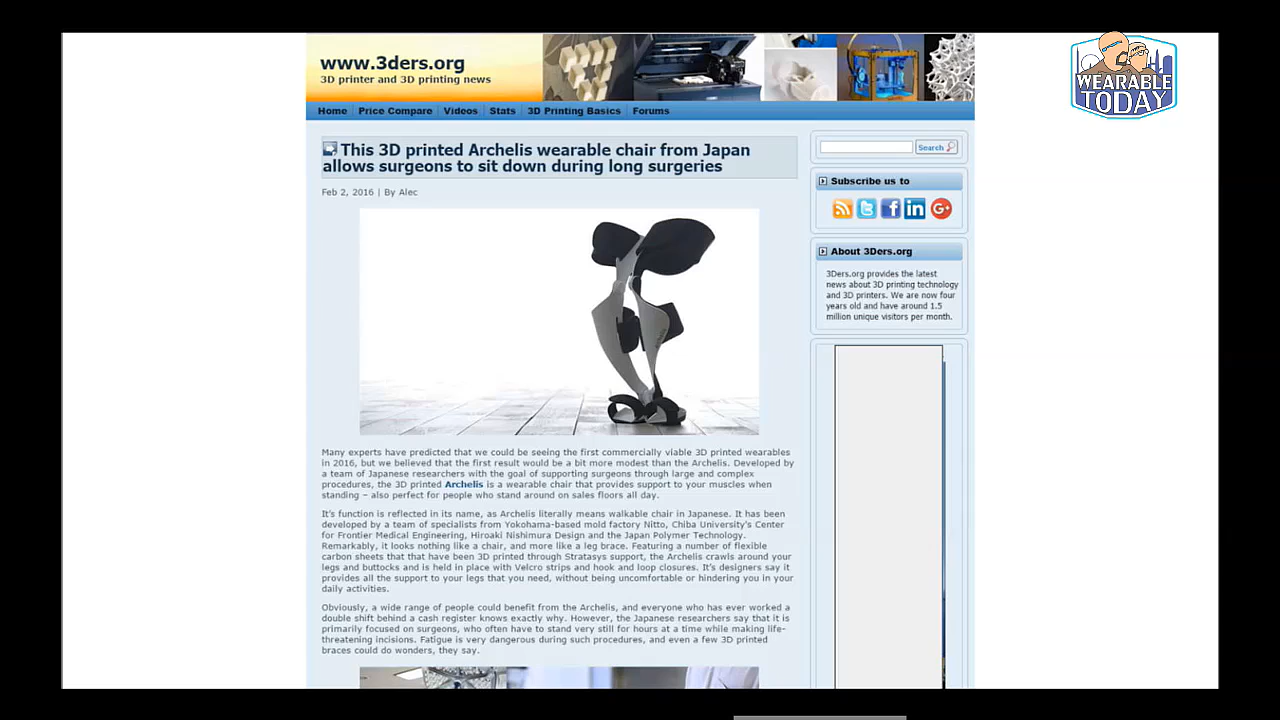 www.3ders.org
3D printer and 3D printing news
WEARABLE
TODAY
Home Price Compare Videos Stats 3D Printing Basics Forums
This 3D printed Archelis wearable chair from Japan
allows surgeons to sit down during long surgeries
Feb 2, 2016 | By Alec
Many experts have predicted that we could be seeing the first commercially viable 3D printed wearables
in 2016, but we believed that the first result would be a bit more modest than the Archelis. Developed by
a team of Japanese researchers with the goal of supporting surgeons through large and complex
procedures, the 3D printed Archelis is a wearable chair that provides support to your muscles when
standing – also perfect for people who stand around on sales floors all day.
It's function is reflected in its name, as Archelis literally means walkable chair in Japanese. It has been
developed by a team of specialists from Yokohama-based mold factory Nitto, Chiba University's Center
for Frontier Medical Engineering, Hiroaki Nishimura Design and the Japan Polymer Technology.
Remarkably, it looks nothing like a chair, and more like a leg brace. Featuring a number of flexible
carbon sheets that that have been 3D printed through Stratasys support, the Archelis crawls around your
legs and buttocks and is held in place with Velcro strips and hook and loop closures. It's designers say it
provides all the support to your legs that you need, without being uncomfortable or hindering you in your
daily activities.
Obviously, a wide range of people could benefit from the Archelis, and everyone who has ever worked a
double shift behind a cash register knows exactly why. However, the Japanese researchers say that it is
primarily focused on surgeons, who often have to stand very still for hours at a time while making life-
threatening incisions. Fatigue is very dangerous during such procedures, and even a few 3D printed
braces could do wonders, they say.
Search
Subscribe us to
About 3Ders.org
3Ders.org provides the latest
news about 3D printing technology
and 3D printers. We are now four
years old and have around 1.5
million unique visitors per month.